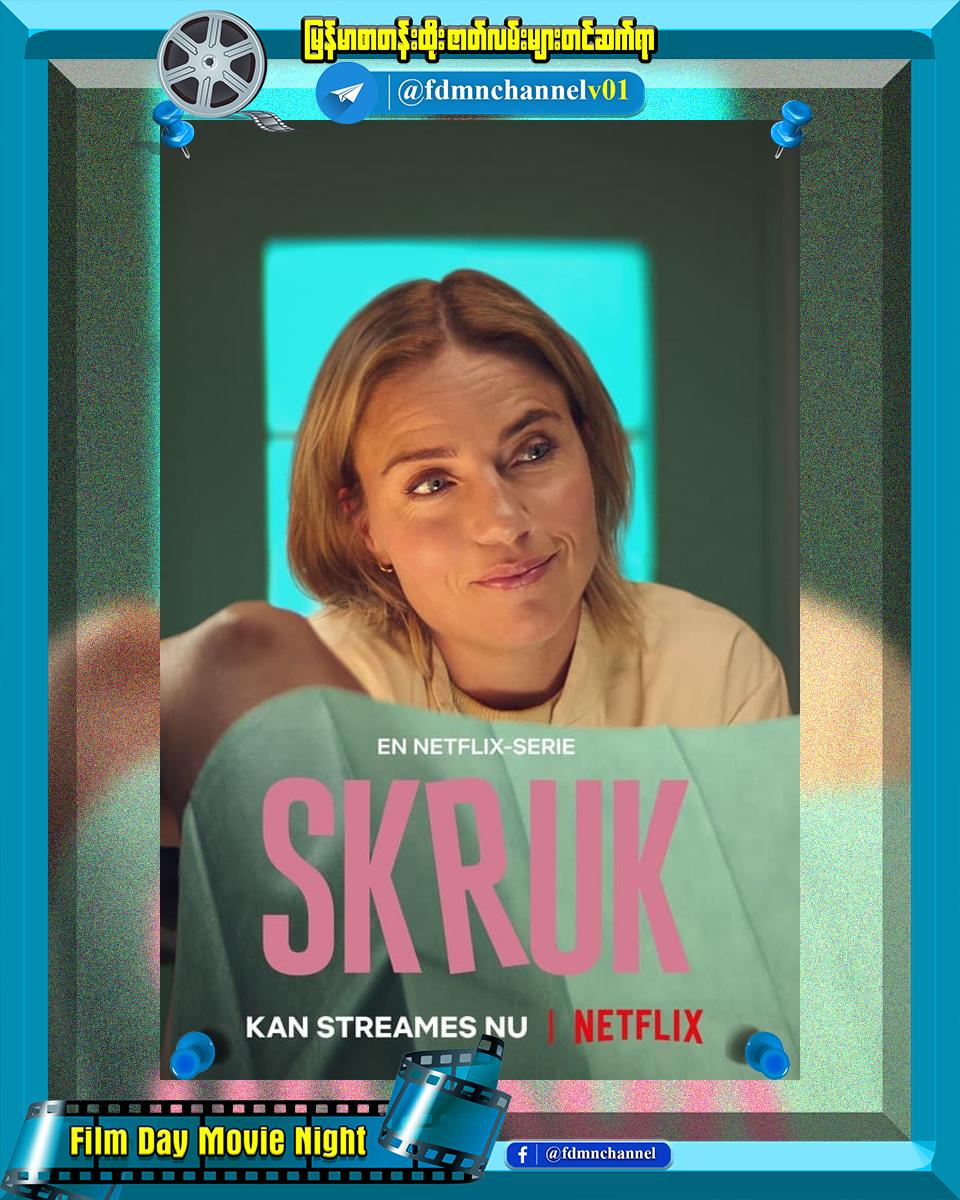 မြန်မာစာတန်းထိုးဇာတ်လမ်းများတင်ဆက်ရာ
@fdmnchannelv01
EN NETFLIX-SERIE
SKRUK
KAN STREAMES NU | NETFLIX
Film Day Movie Night
@fdmnchannel